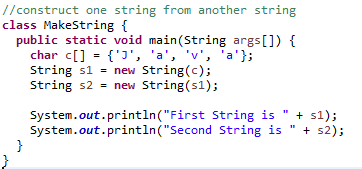 //construct one string from another string
class MakeString {
  public static void main(String args[]) {
    char c[] = {'J', 'a', 'v', 'a'};
    String s1 = new String(c);
    String s2 = new String(s1);

    System.out.println("First String is " + s1);
    System.out.println("Second String is " + s2);
  }
}